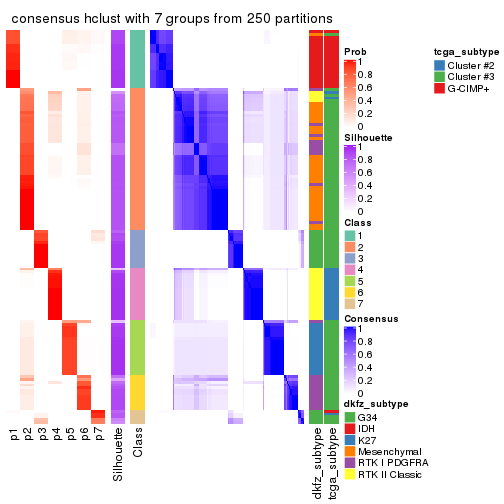 consensus hclust with 7 groups from 250 partitions
Prob
1
0.8
0.6
0.4
0.2
0
Silhouette
1
0.8
0.6
0.4
0.2
0
Class
1
2
3
4
5
6
7
Consensus
1
0.8
0.6
0.4
0.2
0
dkfz_subtype
G34
IDH
K27
Mesenchymal
RTK I PDGFRA
RTK II Classic
tcga_subtype
Cluster #2
Cluster #3
G-CIMP+
p1
p2
p3
p4
p5
p6
p7
Silhouette
Class
dkfz_subtype
tcga_subtype